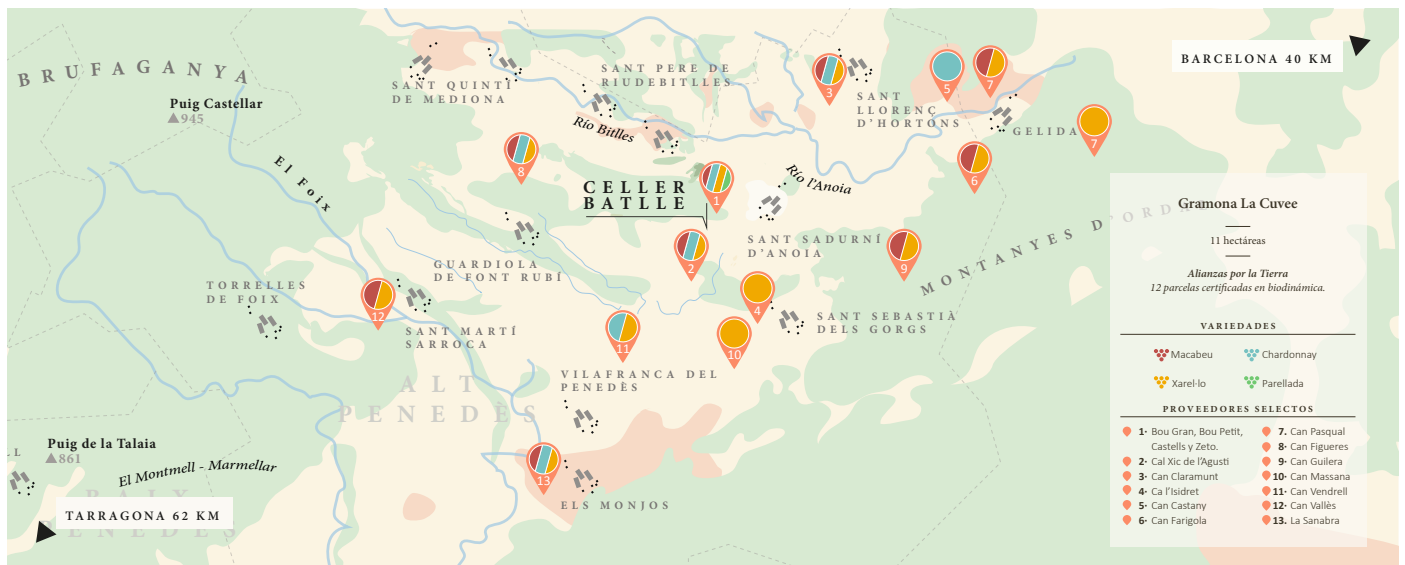 BRUFAGANYA
Puig Castellar
945
El Foix
SANT QUINTÍ
DE MEDIONA
SANT PERE DE
RIUDEBITLLES
Río Bitlles
3
SANT
LLORENÇ
D'HORTONS
5
7
GELIDA
7
BARCELONA 40 KM
8
CELLER
BATLLE
1
Río l'Anoia
6
2
SANT SADURNÍ
D'ANOIA
9
MONTANYES D'ORDAL
GUARDIOLA
DE FONT RUBÍ
TORRELLES
DE FOIX
12
SANT MARTÍ
SARROCA
4
SANT SEBASTIÀ
DELS GORGS
11
10
VILAFRANCA DEL
PENEDÈS
ALT
PENEDÈS
Puig de la Talaia
861
LL
El Montmell - Marmellar
BAIX
PENEDÈS
TARRAGONA 62 KM
13
ELS MONJOS
Gramona La Cuvee
11 hectáreas
Alianzas por la Tierra
12 parcelas certificadas en biodinámica.
VARIEDADES
Macabeu
Chardonnay
Xarel·lo
Parellada
PROVEEDORES SELECTOS
1· Bou Gran, Bou Petit,
Castells y Zeto.
2· Cal Xic de l'Agustí
3· Can Claramunt
4· Ca l'Isidret
5· Can Castany
6· Can Farigola
7. Can Pasqual
8· Can Figueres
9· Can Guilera
10· Can Massana
11· Can Vendrell
12· Can Vallès
13. La Sanabra